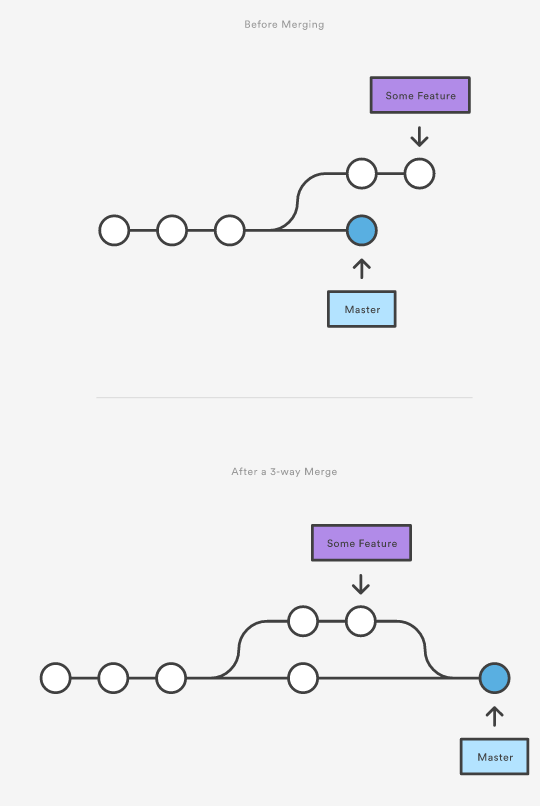 Before Merging
Some Feature
Master
After a 3-way Merge
Some Feature
Master